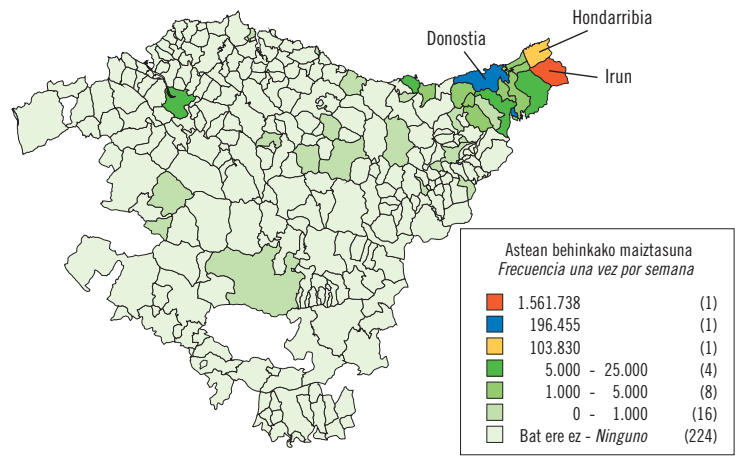 Hondarribia
Donostia
Irun
Astean behinkako maiztasuna
Frecuencia una vez por semana
1.561.738 (1)
196.455 (1)
103.830 (1)
5.000 - 25.000 (4)
1.000 - 5.000 (8)
0 - 1.000 (16)
Bat ere ez - Ninguno (224)